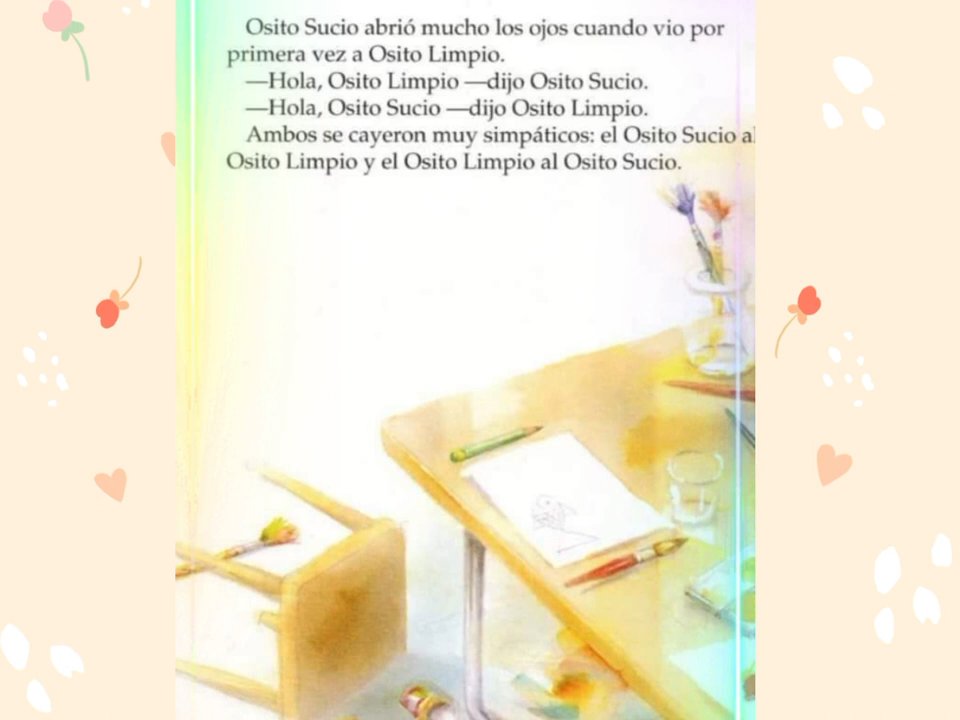 Osito Sucio abrió mucho los ojos cuando vio por
primera vez a Osito Limpio.
—Hola, Osito Limpio —dijo Osito Sucio.
—Hola, Osito Sucio —dijo Osito Limpio.
Ambos se cayeron muy simpáticos: el Osito Sucio al
Osito Limpio y el Osito Limpio al Osito Sucio.